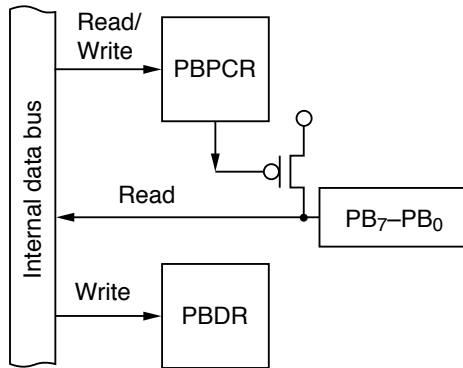 Read/
Write
PBPCR
Internal data bus
Read
PB₇–PB₀
Write
PBDR